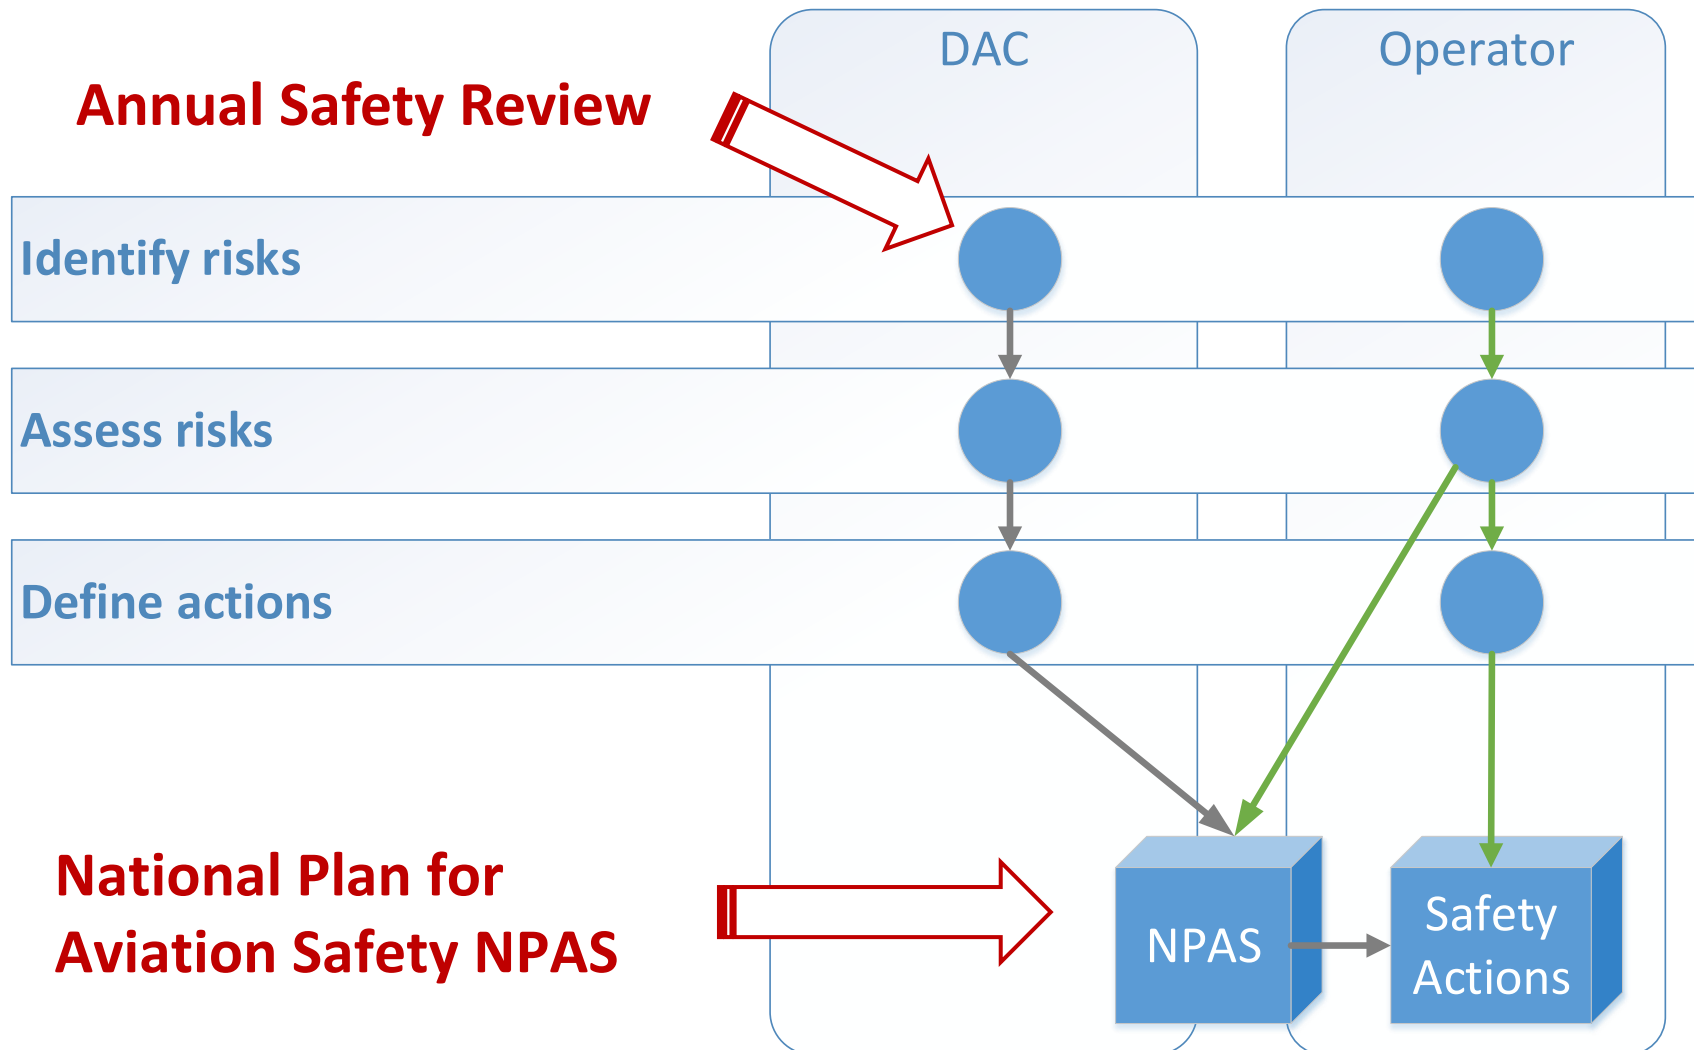 DAC
Operator
Annual Safety Review
Identify risks
Assess risks
Define actions
National Plan for
Aviation Safety NPAS
NPAS
Safety
Actions